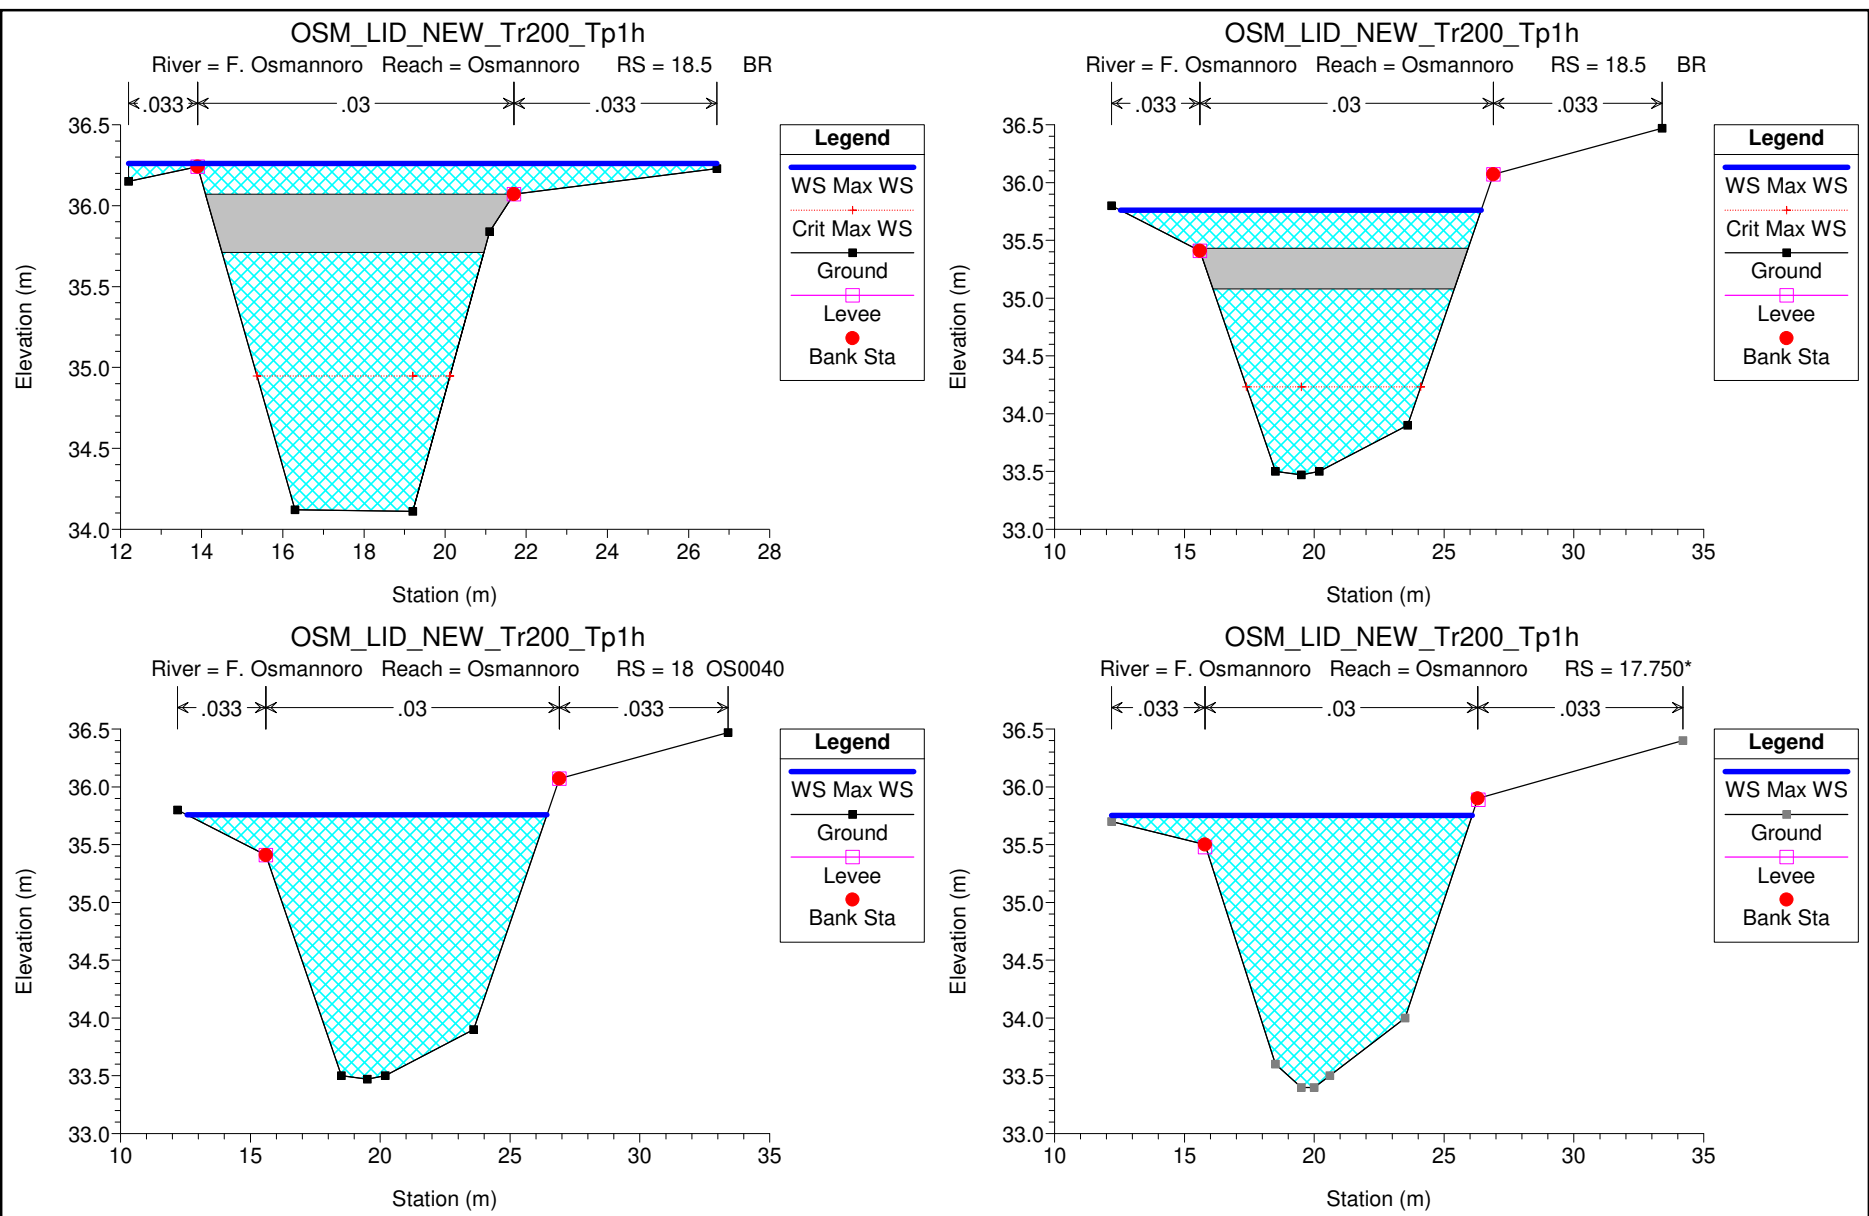 OSM_LID_NEW_Tr200_Tp1h
River = F. Osmannoro Reach = Osmannoro RS = 18.5 BR
.033 .03 .033
36.5
36.0
35.5
35.0
34.5
34.0
12 14 16 18 20 22 24 26 28
Station (m)
Elevation (m)
Legend
WS Max WS
Crit Max WS
Ground
Levee
Bank Sta
OSM_LID_NEW_Tr200_Tp1h
River = F. Osmannoro Reach = Osmannoro RS = 18.5 BR
.033 .03 .033
36.5
36.0
35.5
35.0
34.5
34.0
33.5
33.0
10 15 20 25 30 35
Station (m)
Elevation (m)
Legend
WS Max WS
Crit Max WS
Ground
Levee
Bank Sta
OSM_LID_NEW_Tr200_Tp1h
River = F. Osmannoro Reach = Osmannoro RS = 18 OS0040
.033 .03 .033
36.5
36.0
35.5
35.0
34.5
34.0
33.5
33.0
10 15 20 25 30 35
Station (m)
Elevation (m)
Legend
WS Max WS
Ground
Levee
Bank Sta
OSM_LID_NEW_Tr200_Tp1h
River = F. Osmannoro Reach = Osmannoro RS = 17.750*
.033 .03 .033
36.5
36.0
35.5
35.0
34.5
34.0
33.5
33.0
10 15 20 25 30 35
Station (m)
Elevation (m)
Legend
WS Max WS
Ground
Levee
Bank Sta